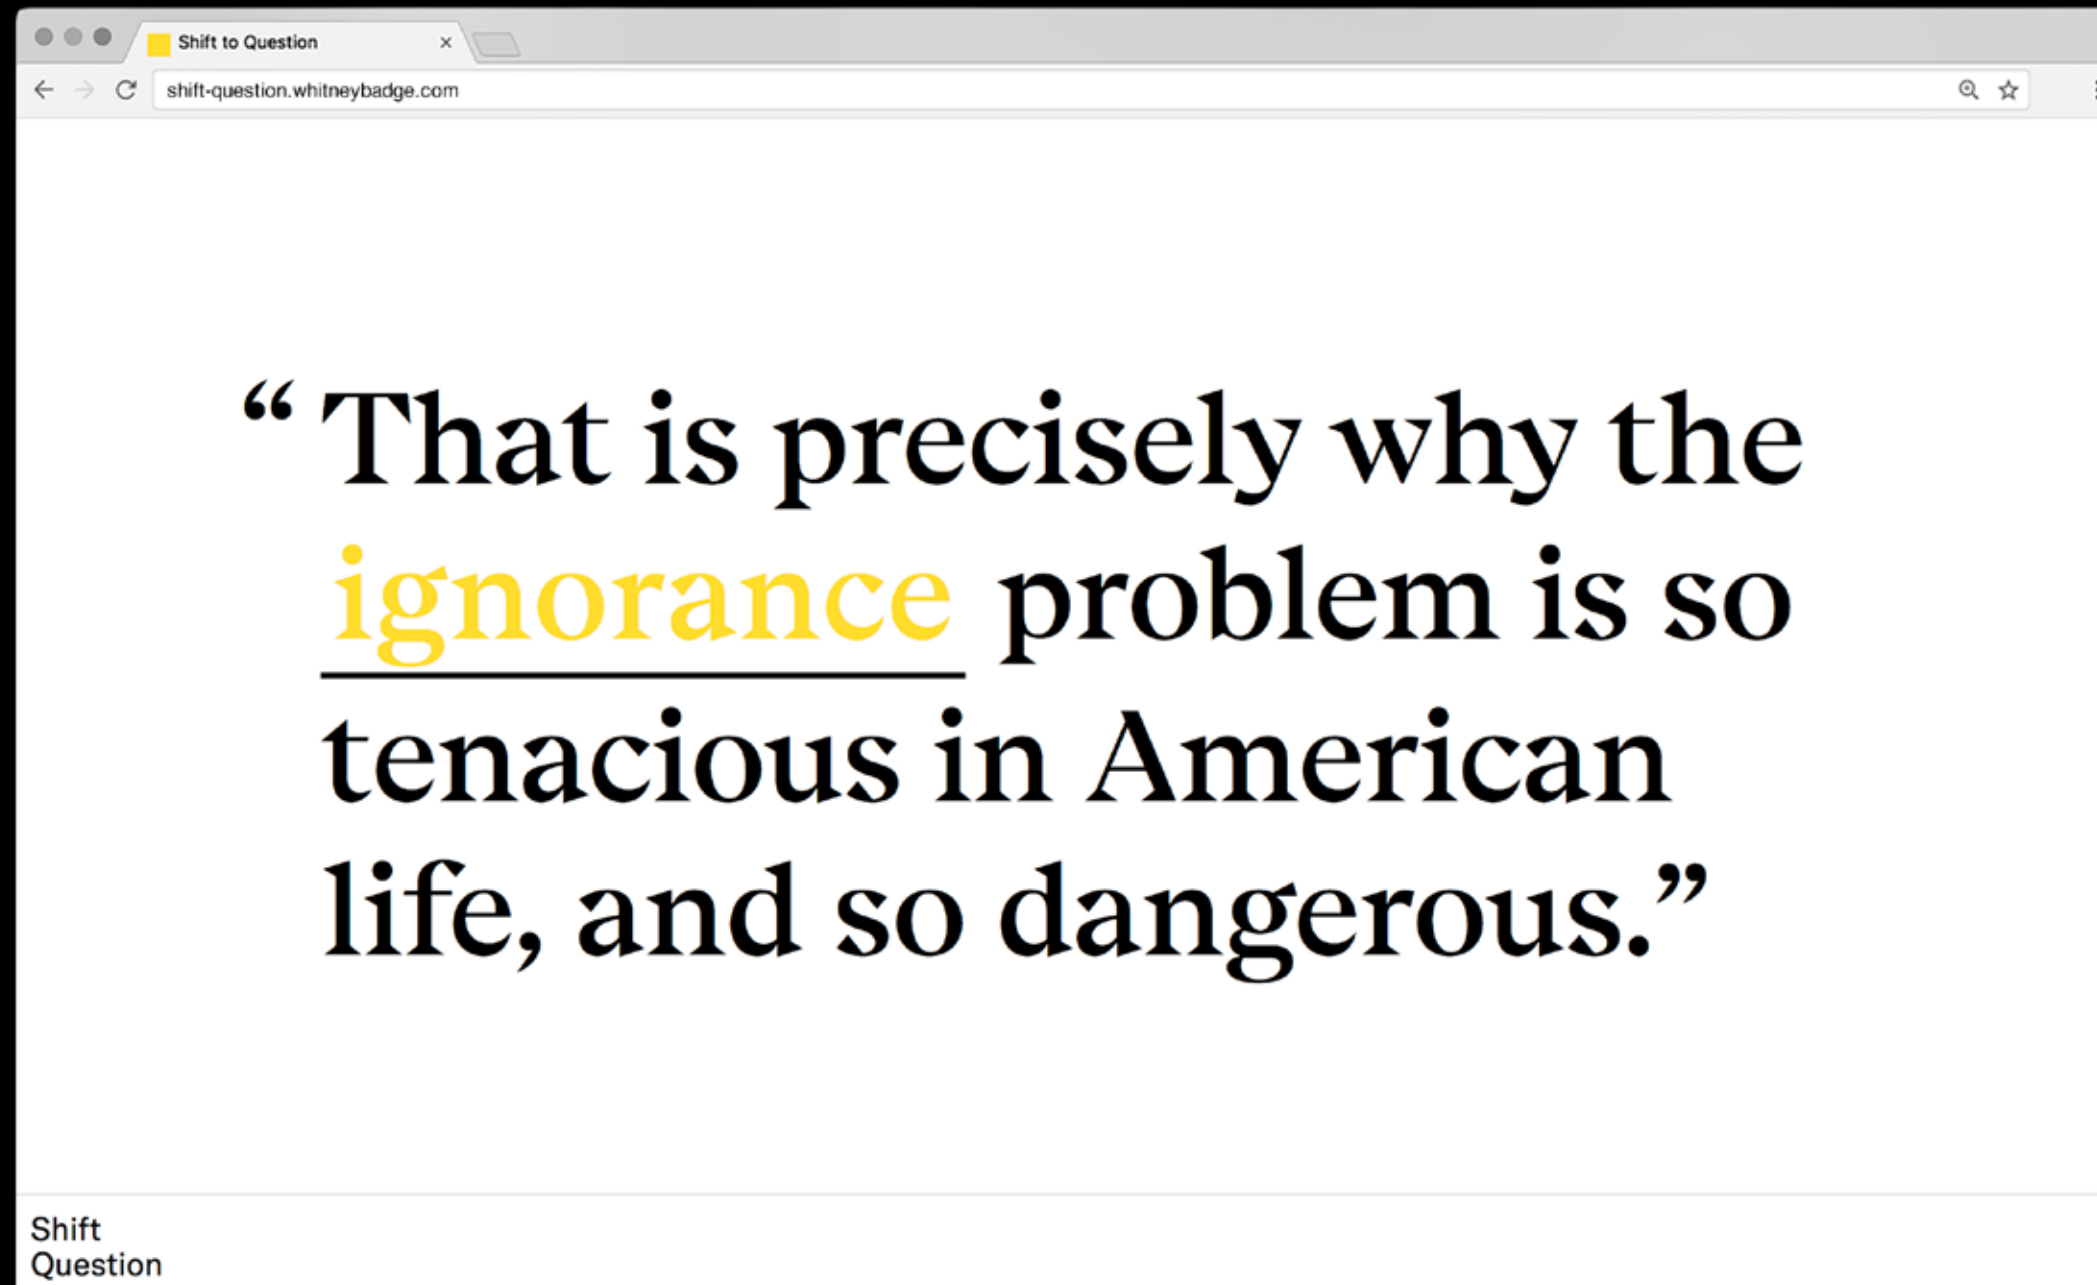 Shift to Question
shift-question.whitneybadge.com
“ That is precisely why the
ignorance problem is so
tenacious in American
life, and so dangerous.”
Shift
Question